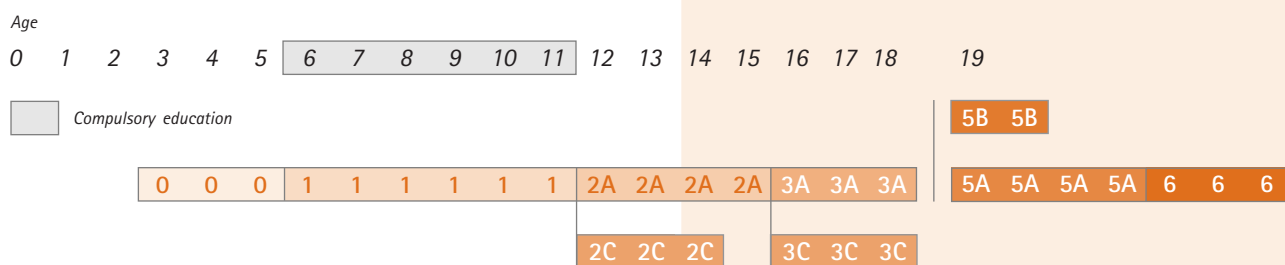 Age
0 1 2 3 4 5 6 7 8 9 10 11 12 13 14 15 16 17 18 19
Compulsory education
5B 5B
0 0 0 1 1 1 1 1 1 2A 2A 2A 2A 3A 3A 3A 5A 5A 5A 5A 6 6 6
2C 2C 2C 3C 3C 3C